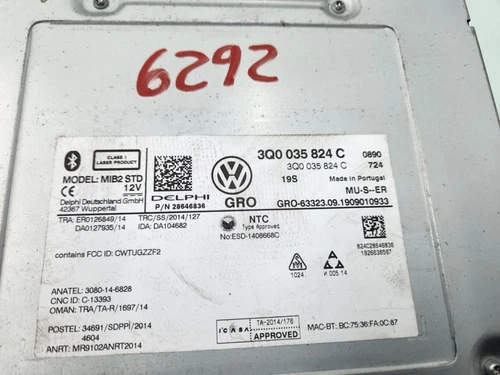 6292
CLASS 1
LASER PRODUCT
MODEL: MIB2 STD
12V
Delphi Deutschland GmbH
42367 Wuppertal
DELPHI
P/N 28646836
GRO
3Q0 035 824 C 0890
3Q0 035 824 C 724
19S Made in Portugal
MU-S--ER
GRO-63323.09.1909010933
TRA: ER0126849/14
DA0127935/14
TRC/SS/2014/127
IDA: DA104682
NTC
Type Approved
No:ESD-1408668C
contains FCC ID: CWTUGZZF2
824C28646836
1926636567
1024
005 14
ANATEL: 3080-14-6828
CNC ID: C-13393
OMAN: TRA/TA-R/1697/14
POSTEL: 34691/SDPPI/2014
4604
ANRT: MR9102ANRT2014
ICASA
TA-2014/176
APPROVED
MAC-BT: BC:75:36:FA:0C:87